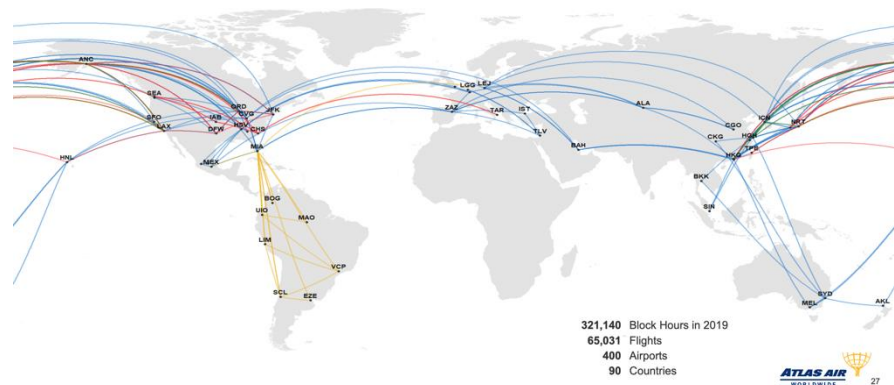 ANC
SEA
ORD
CVG
JFK
SFO
LAX
IAB
HSV
DFW
CHS
MIA
HNL
MEX
BOG
UIO
MAO
LIM
VCP
SCL
EZE
LGG
LEJ
ZAZ
TAR
IST
TLV
BAH
ALA
CGO
CKG
ICN
NRT
TPE
HKG
BKK
SIN
MEL
SYD
AKL
321,140 Block Hours in 2019
65,031 Flights
400 Airports
90 Countries
ATLAS AIR
WORLDWIDE
27